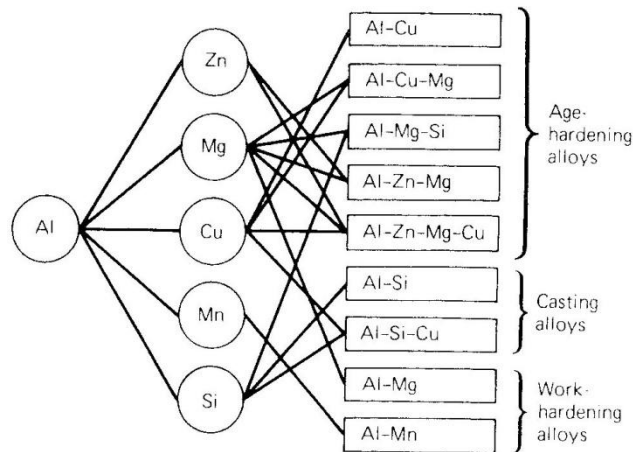 Al
Zn
Mg
Cu
Mn
Si
Al-Cu
Al-Cu-Mg
Al-Mg-Si
Al-Zn-Mg
Al-Zn-Mg-Cu
Al-Si
Al-Si-Cu
Al-Mg
Al-Mn
Age-
hardening
alloys
Casting
alloys
Work-
hardening
alloys